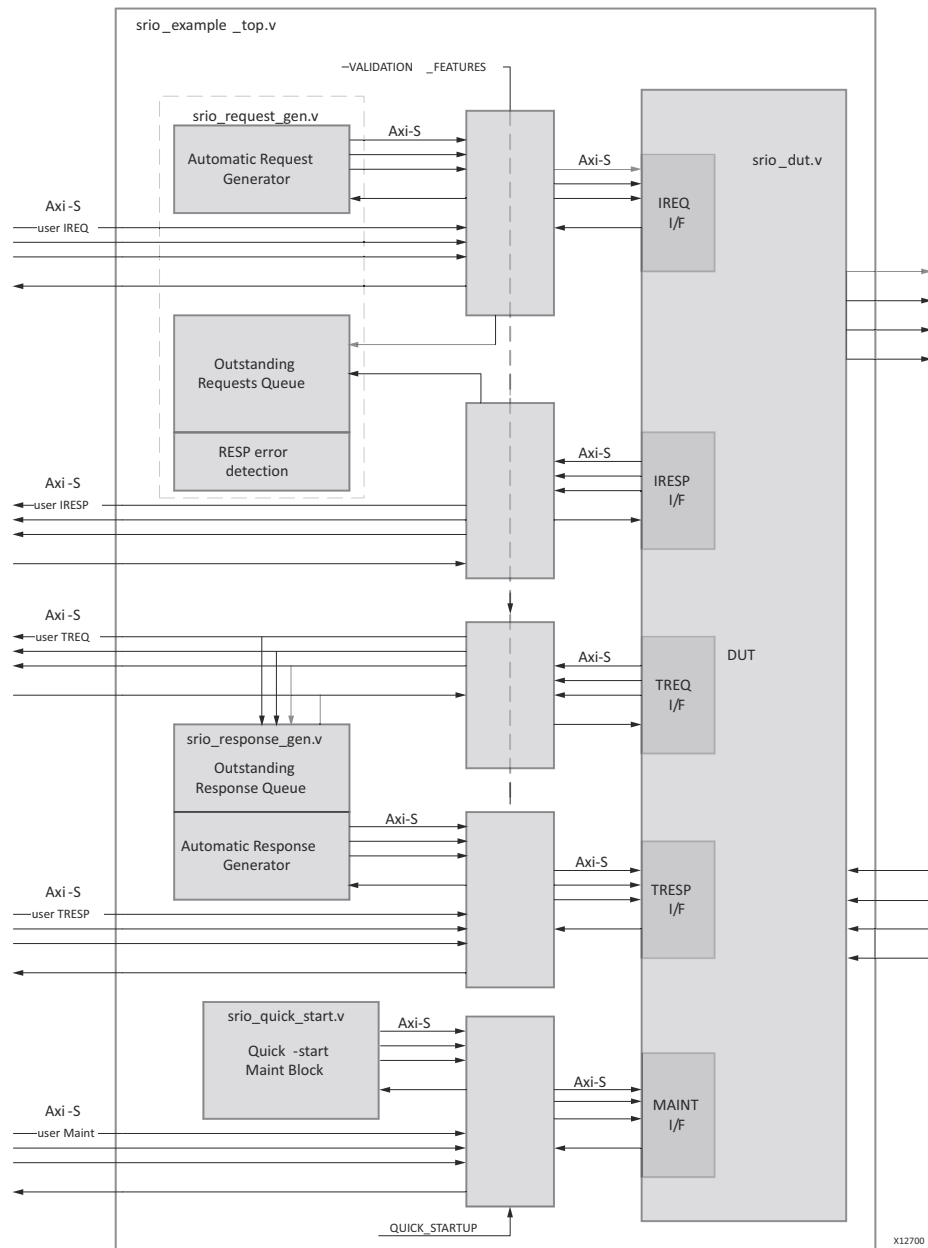 srio_example _top.v
VALIDATION _FEATURES
srio_request_gen.v
Automatic Request
Generator
Axi-S
Axi-S
srio_dut.v
IREQ
I/F
Axi -S
user IREQ
Outstanding
Requests Queue
RESP error
detection
Axi-S
IRESP
I/F
Axi -S
user IRESP
Axi -S
user TREQ
Axi-S
TREQ
I/F
DUT
srio_response_gen.v
Outstanding
Response Queue
Automatic Response
Generator
Axi-S
Axi-S
TRESP
I/F
Axi -S
user TRESP
srio_quick_start.v
Quick -start
Maint Block
Axi-S
Axi-S
MAINT
I/F
Axi -S
user Maint
QUICK_STARTUP
X12700